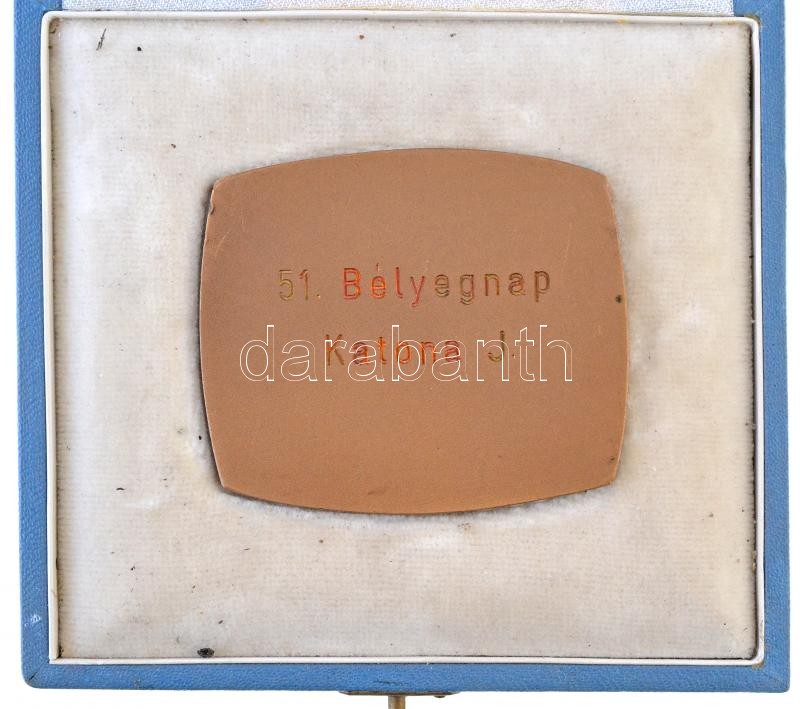 51. Bélyegnap
Katona J.
darabanth